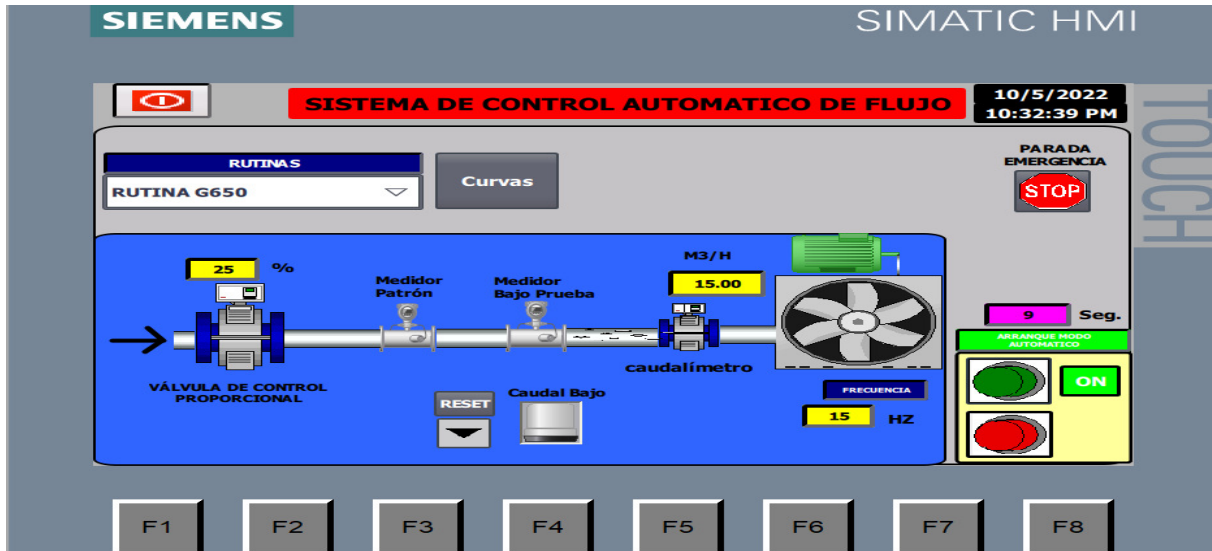 SIEMENS
SIMATIC HMI
TOUCH
SISTEMA DE CONTROL AUTOMATICO DE FLUJO
10/5/2022
10:32:39 PM
RUTINAS
RUTINA G650
Curvas
PARADA
EMERGENCIA
STOP
25 %
Medidor
Patrón
Medidor
Bajo Prueba
M3/H
15.00
9 Seg.
ARRANQUE MODO
AUTOMATICO
ON
VÁLVULA DE CONTROL
PROPORCIONAL
caudalímetro
RESET
Caudal Bajo
FRECUENCIA
15 HZ
F1 F2 F3 F4 F5 F6 F7 F8